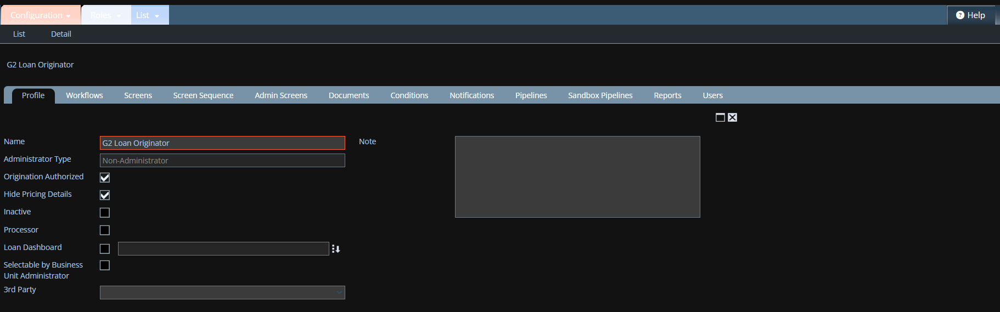 Configuration Roles List Help
List Detail
G2 Loan Originator
Profile Workflows Screens Screen Sequence Admin Screens Documents Conditions Notifications Pipelines Sandbox Pipelines Reports Users
Name G2 Loan Originator Note
Administrator Type Non-Administrator
Origination Authorized
Hide Pricing Details
Inactive
Processor
Loan Dashboard
Selectable by Business
Unit Administrator
3rd Party